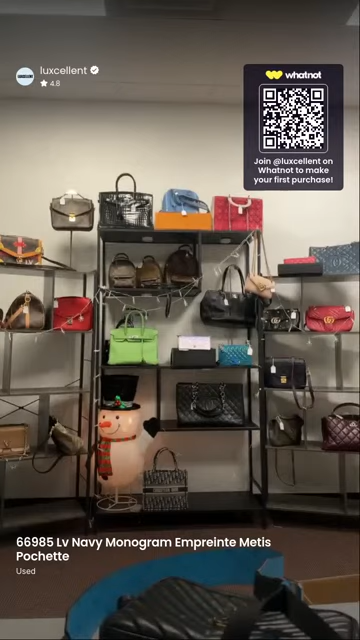 luxcellent
4.8
whatnot
Join @luxcellent on
Whatnot to make
your first purchase!
66985 Lv Navy Monogram Empreinte Metis
Pochette
Used